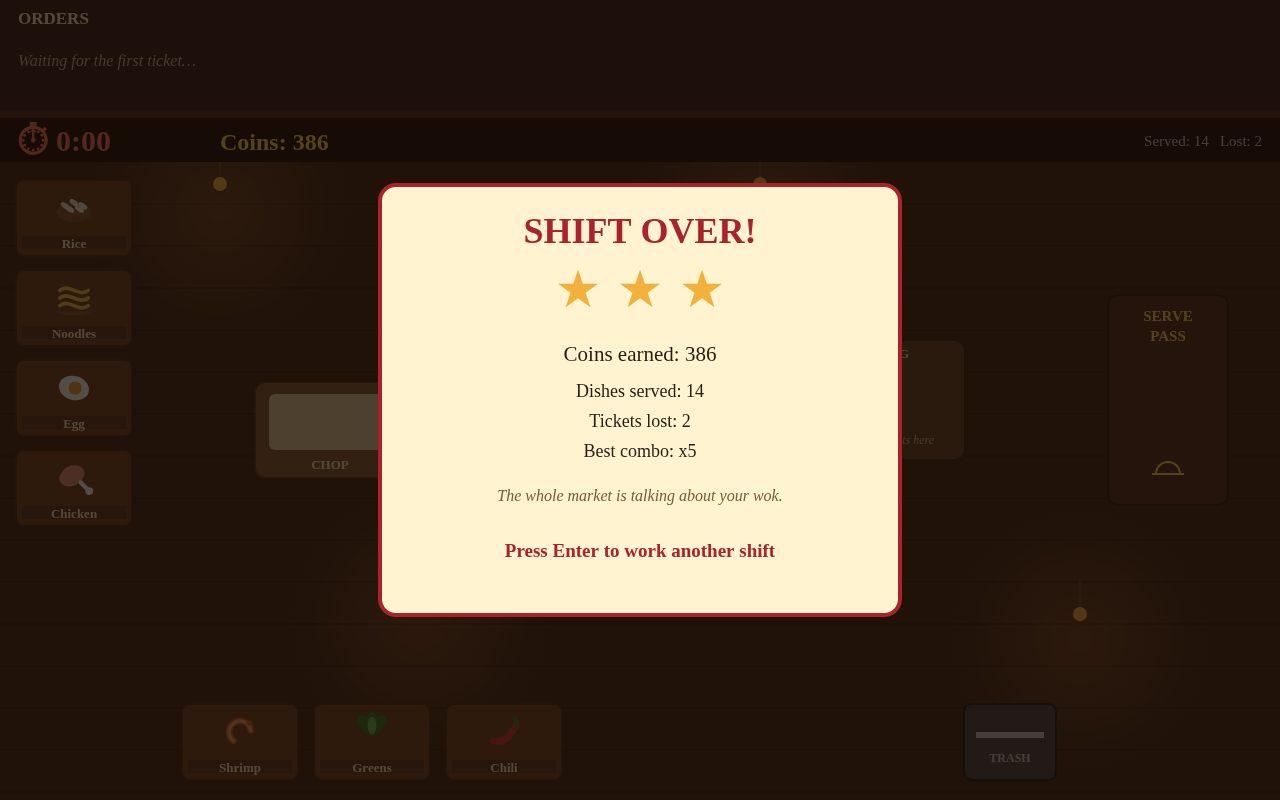 ORDERS
Waiting for the first ticket…
0:00
Coins: 386
Served: 14 Lost: 2
Rice
Noodles
Egg
Chicken
CHOP
SHIFT OVER!
Coins earned: 386
Dishes served: 14
Tickets lost: 2
Best combo: x5
The whole market is talking about your wok.
Press Enter to work another shift
G
ts here
SERVE
PASS
Shrimp
Greens
Chili
TRASH